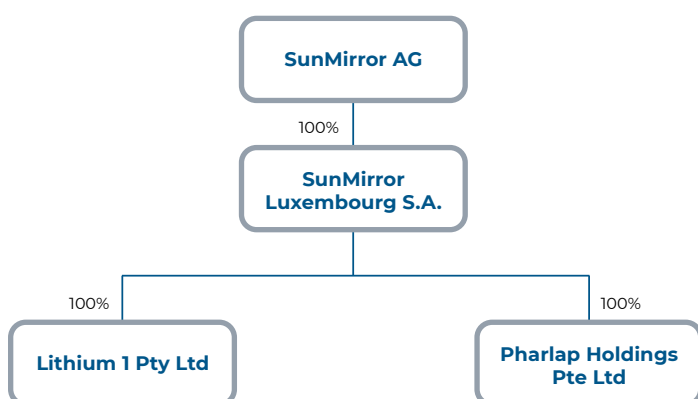 SunMirror AG
100%
SunMirror
Luxembourg S.A.
100%
100%
Lithium 1 Pty Ltd
Pharlap Holdings
Pte Ltd